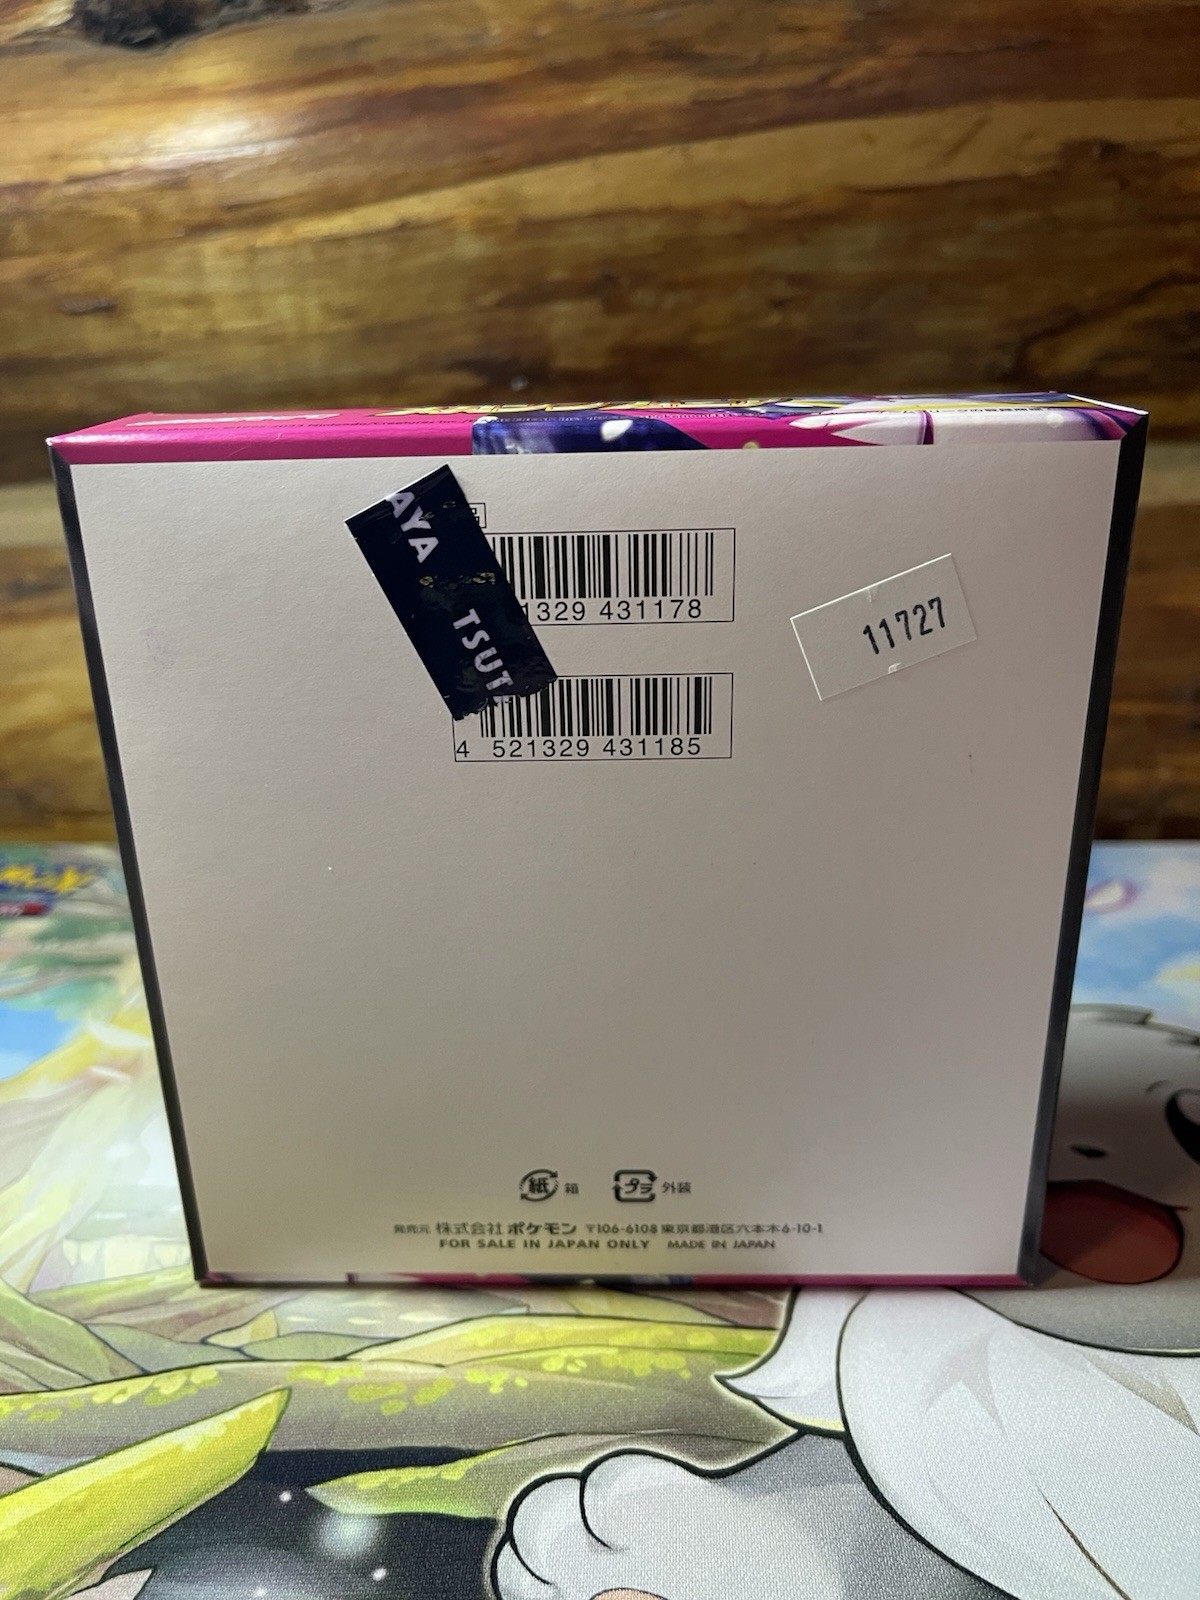 AYA
TSUT
1329 431178
11727
4 521329 431185
紙 箱 プラ 外装
発売元 株式会社 ポケモン 〒106-6108 東京都港区六本木6-10-1
FOR SALE IN JAPAN ONLY MADE IN JAPAN